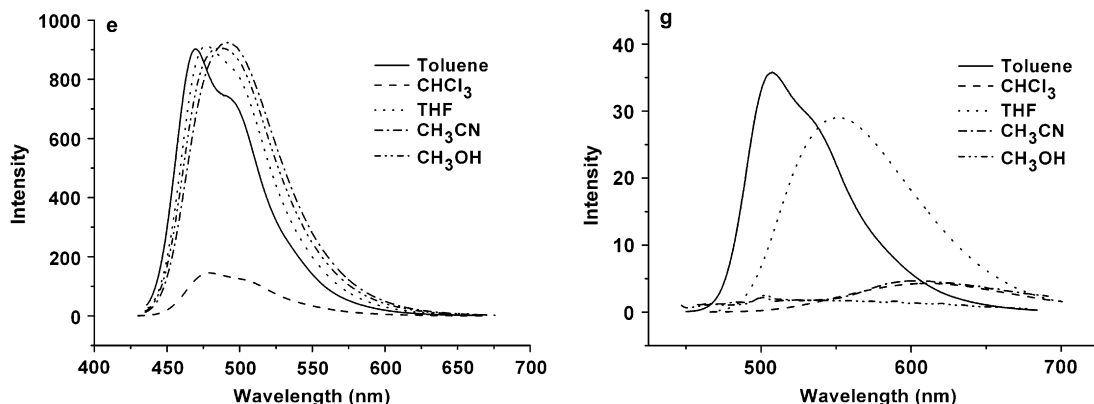 e
1000
800
600
400
200
0
Intensity
400 450 500 550 600 650 700
Wavelength (nm)
Toluene
CHCl3
THF
CH3CN
CH3OH
g
40
30
20
10
0
Intensity
500 600 700
Wavelength (nm)
Toluene
CHCl3
THF
CH3CN
CH3OH